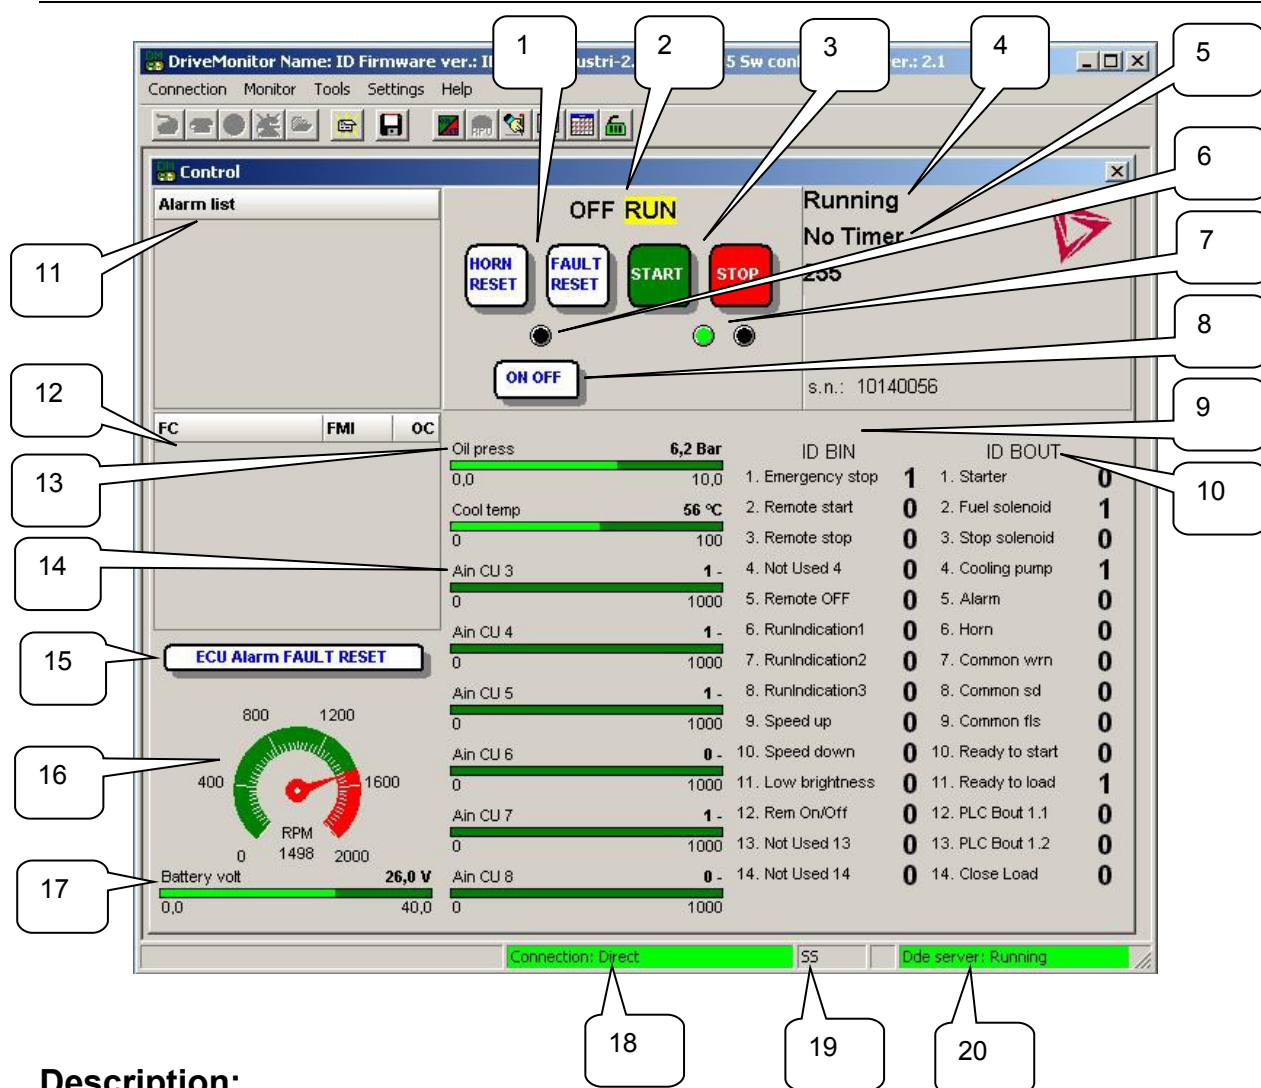 1
2
3
4
5
6
7
8
9
10
11
12
13
14
15
16
17
18
19
20
DriveMonitor Name: ID Firmware ver.: ustri-2. 5 Sw con er.: 2.1
Connection Monitor Tools Settings Help
Control
Alarm list
OFF RUN
HORN RESET
FAULT RESET
START
STOP
ON OFF
Running
No Timer
255
s.n.: 10140056
FC FMI OC
ECU Alarm FAULT RESET
0
400
800
1200
1600
2000
RPM
1498
Battery volt 26,0 V
0,0 40,0
Oil press 6,2 Bar
0,0 10,0
Cool temp 56 °C
0 100
Ain CU 3 1 -
0 1000
Ain CU 4 1 -
0 1000
Ain CU 5 1 -
0 1000
Ain CU 6 0 -
0 1000
Ain CU 7 1 -
0 1000
Ain CU 8 0 -
0 1000
ID BIN
1. Emergency stop 1
2. Remote start 0
3. Remote stop 0
4. Not Used 4 0
5. Remote OFF 0
6. RunIndication1 0
7. RunIndication2 0
8. RunIndication3 0
9. Speed up 0
10. Speed down 0
11. Low brightness 0
12. Rem On/Off 0
13. Not Used 13 0
14. Not Used 14 0
ID BOUT
1. Starter 0
2. Fuel solenoid 1
3. Stop solenoid 0
4. Cooling pump 1
5. Alarm 0
6. Horn 0
7. Common wrn 0
8. Common sd 0
9. Common fls 0
10. Ready to start 0
11. Ready to load 1
12. PLC Bout 1.1 0
13. PLC Bout 1.2 0
14. Close Load 0
Connection: Direct
SS
Dde server: Running
Description: